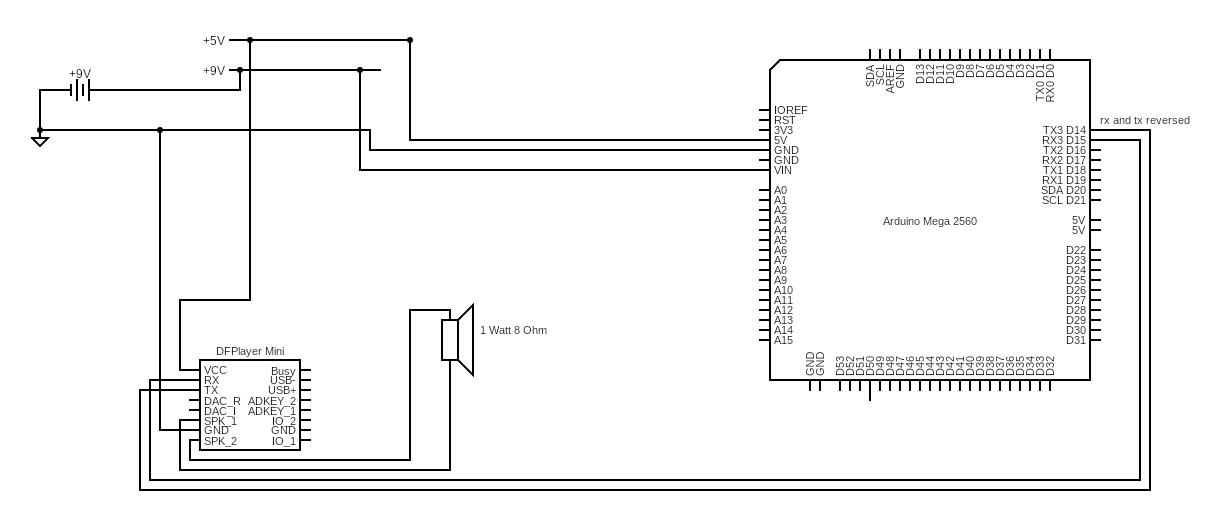 +5V
+9V
+9V
SDA
SCL
AREF
GND
D13
D12
D11
D10
D9
D8
D7
D6
D5
D4
D3
D2
TX0 D1
RX0 D0
IOREF
RST
3V3
5V
GND
GND
VIN
A0
A1
A2
A3
A4
A5
A6
A7
A8
A9
A10
A11
A12
A13
A14
A15
Arduino Mega 2560
rx and tx reversed
TX3 D14
RX3 D15
TX2 D16
RX2 D17
TX1 D18
RX1 D19
SDA D20
SCL D21
5V
5V
D22
D23
D24
D25
D26
D27
D28
D29
D30
D31
GND
GND
D53
D52
D51
D50
D49
D48
D47
D46
D45
D44
D43
D42
D41
D40
D39
D38
D37
D36
D35
D34
D33
D32
1 Watt 8 Ohm
DFPlayer Mini
VCC Busy
RX USB-
TX USB+
DAC_R ADKEY_2
DAC_I ADKEY_1
SPK_1 IO_2
GND GND
SPK_2 IO_1